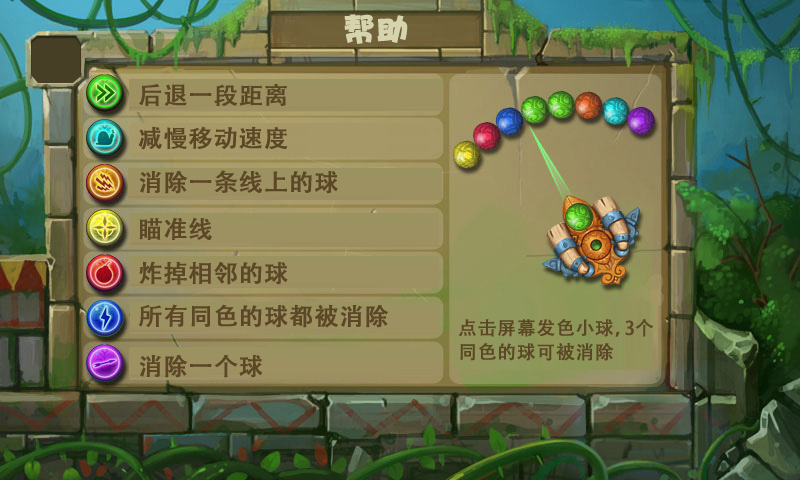 帮助
后退一段距离
减慢移动速度
消除一条线上的球
瞄准线
炸掉相邻的球
所有同色的球都被消除
消除一个球
点击屏幕发色小球,3个
同色的球可被消除